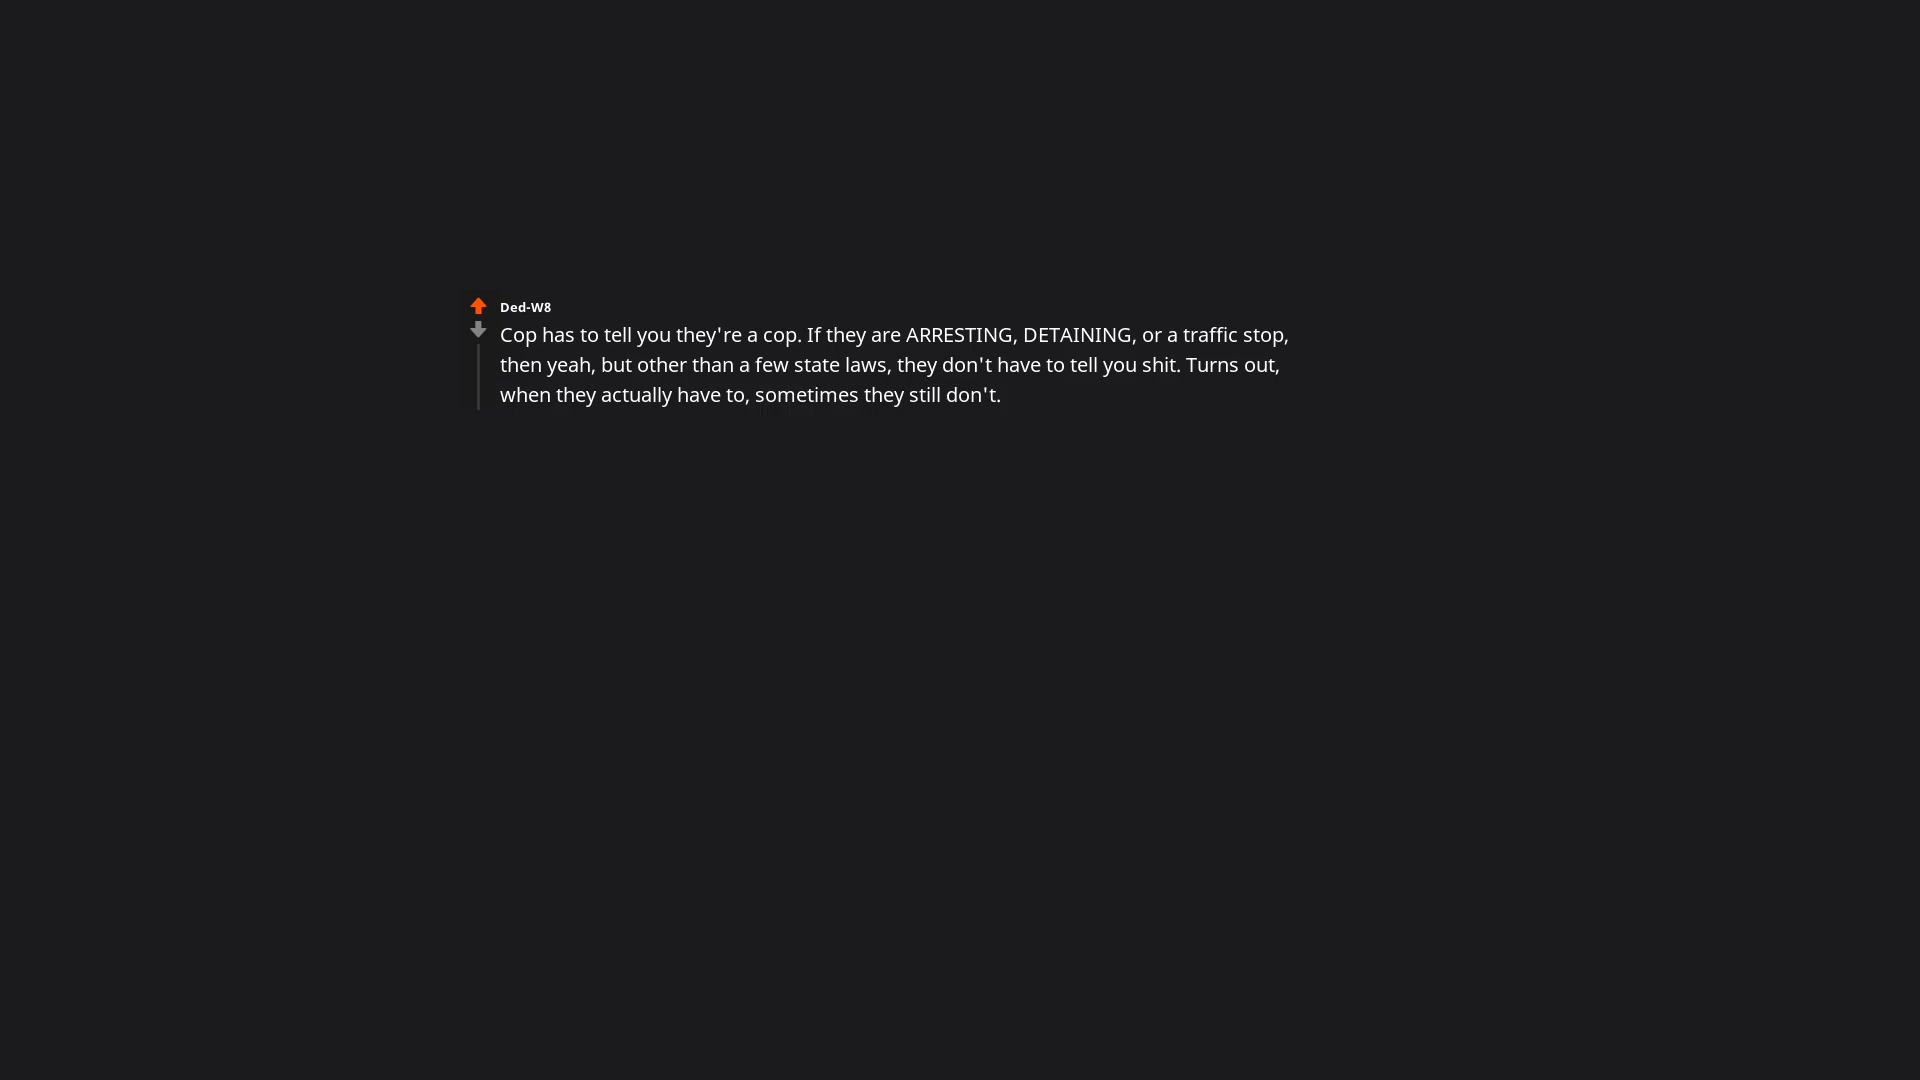 Ded-W8
Cop has to tell you they're a cop. If they are ARRESTING, DETAINING, or a traffic stop,
then yeah, but other than a few state laws, they don't have to tell you shit. Turns out,
when they actually have to, sometimes they still don't.